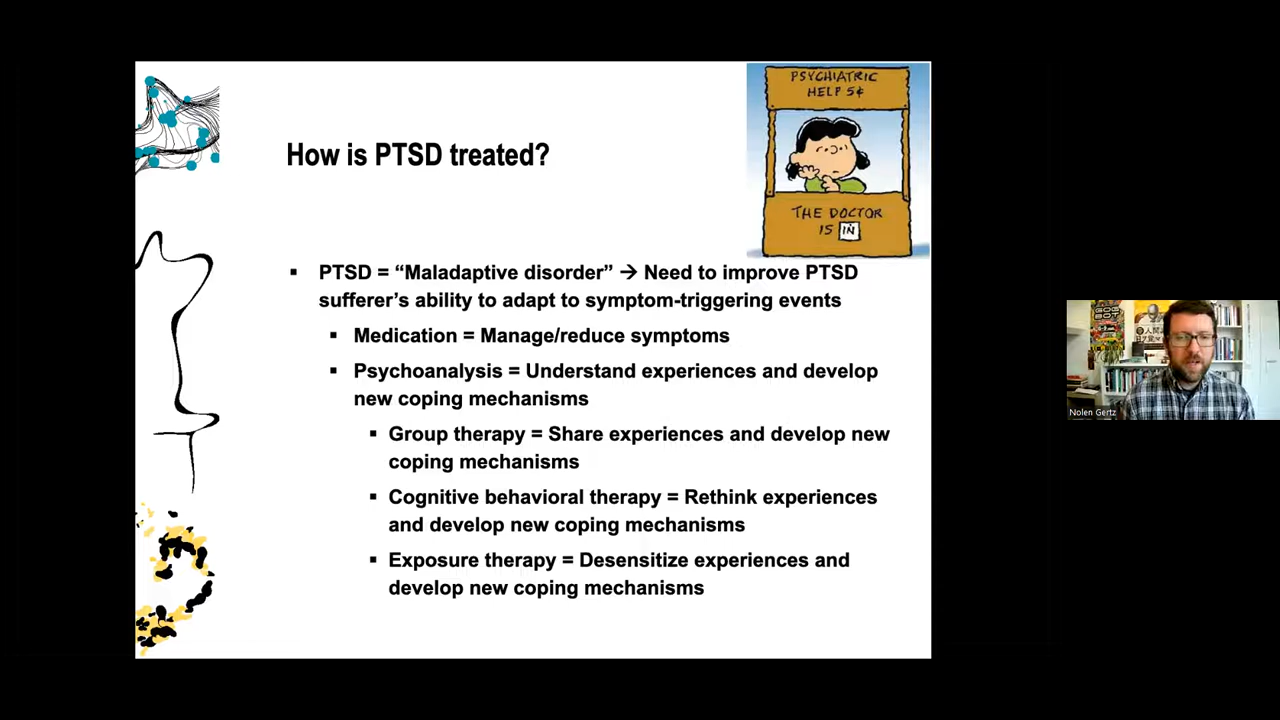 PSYCHIATRIC
HELP 5¢
How is PTSD treated?
THE DOCTOR
IS IN
▪ PTSD = “Maladaptive disorder” → Need to improve PTSD
sufferer’s ability to adapt to symptom-triggering events
▪ Medication = Manage/reduce symptoms
▪ Psychoanalysis = Understand experiences and develop
new coping mechanisms
▪ Group therapy = Share experiences and develop new
coping mechanisms
▪ Cognitive behavioral therapy = Rethink experiences
and develop new coping mechanisms
▪ Exposure therapy = Desensitize experiences and
develop new coping mechanisms
Nolen Gertz